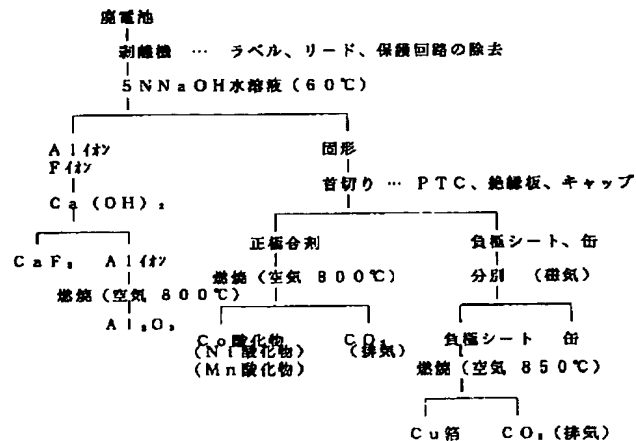 廃電池
剥離機 … ラベル、リード、保護回路の除去
5NNaOH水溶液(60℃)
Alイオン
Fイオン
固形
首切り … PTC、絶縁板、キャップ
Ca(OH)₂
正極合剤
負極シート、缶
CaF₂
Alイオン
燃焼(空気 800℃)
分別 (磁気)
燃焼(空気 800℃)
Al₂O₃
Co酸化物
(Ni酸化物)
(Mn酸化物)
CO₂
(排気)
負極シート
缶
燃焼(空気 850℃)
Cu箔
CO₂(排気)